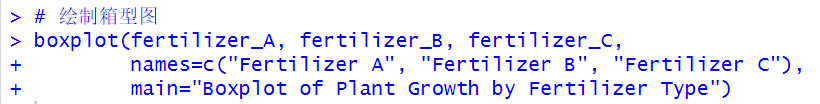 > # 绘制箱型图
> boxplot(fertilizer_A, fertilizer_B, fertilizer_C,
+         names=c("Fertilizer A", "Fertilizer B", "Fertilizer C"),
+         main="Boxplot of Plant Growth by Fertilizer Type")